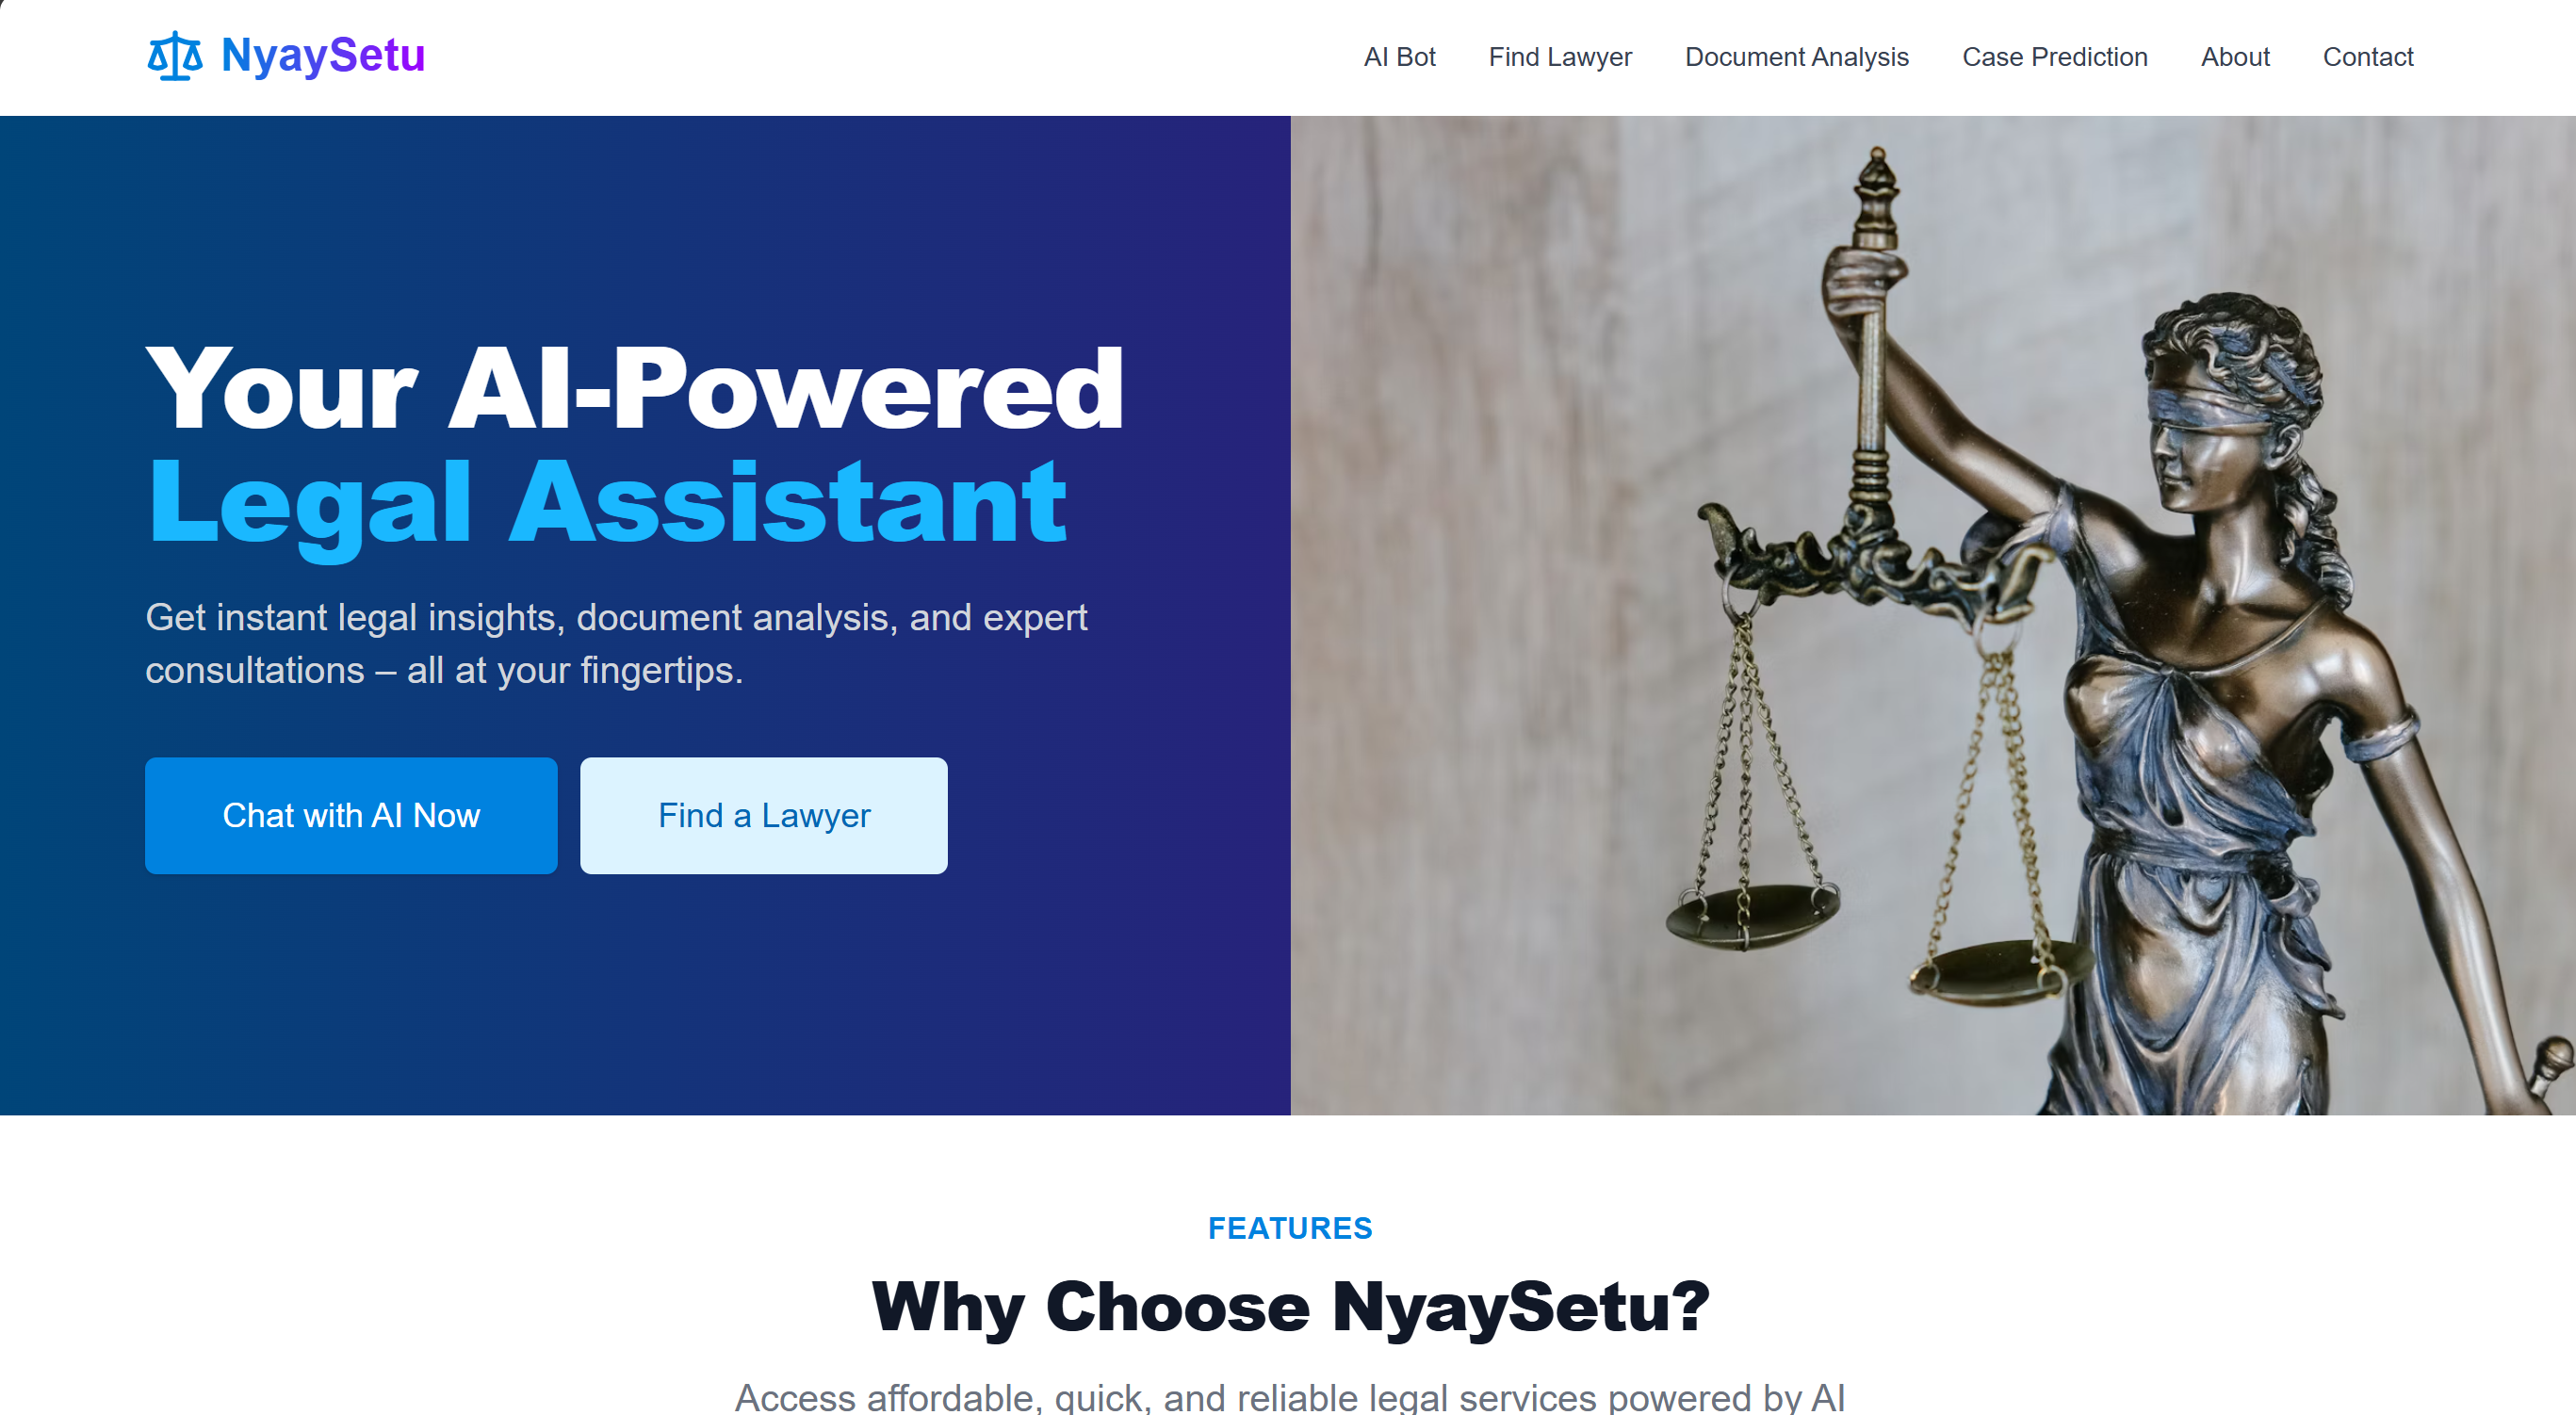 NyaySetu
AI Bot
Find Lawyer
Document Analysis
Case Prediction
About
Contact
Your AI-Powered
Legal Assistant
Get instant legal insights, document analysis, and expert
consultations – all at your fingertips.
Chat with AI Now
Find a Lawyer
FEATURES
Why Choose NyaySetu?
Access affordable, quick, and reliable legal services powered by AI